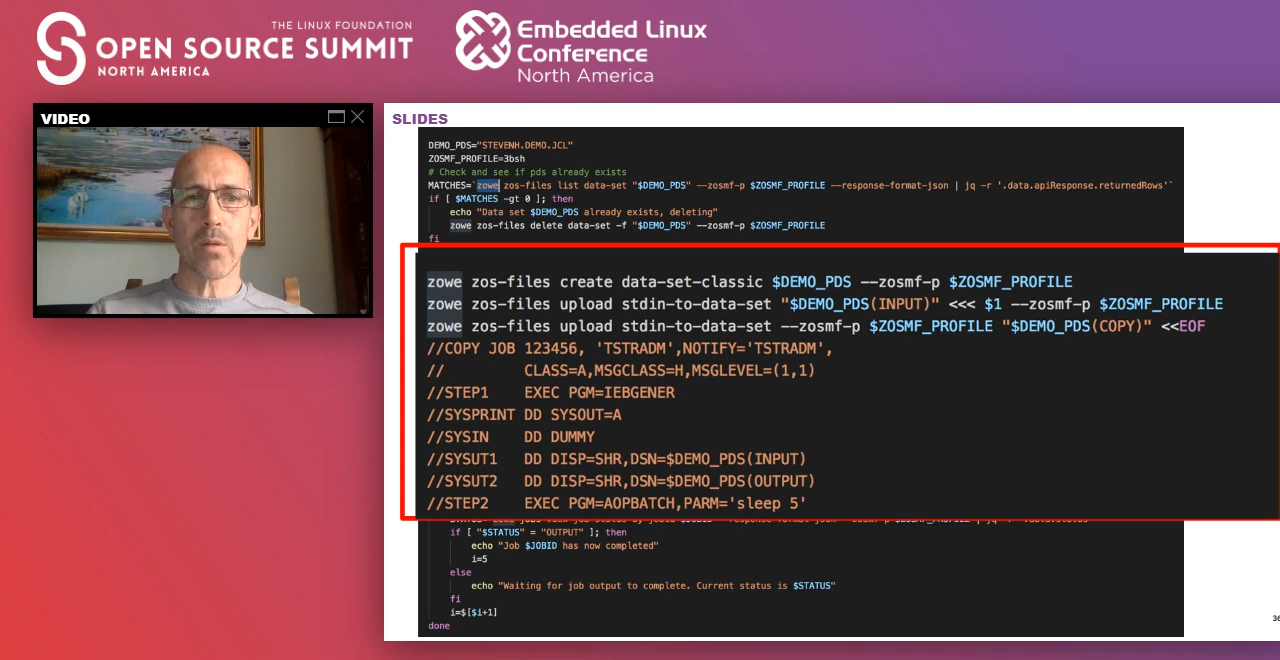 THE LINUX FOUNDATION
OPEN SOURCE SUMMIT
NORTH AMERICA
Embedded Linux
Conference
North America
VIDEO
SLIDES
DEMO_PDS="STEVENH.DEMO.JCL"
ZOSMF_PROFILE=3bsh
# Check and see if pds already exists
MATCHES=`zowe zos-files list data-set "$DEMO_PDS" --zosmf-p $ZOSMF_PROFILE --response-format-json | jq -r '.data.apiResponse.returnedRows'`
if [ $MATCHES -gt 0 ]; then
echo "Data set $DEMO_PDS already exists, deleting"
zowe zos-files delete data-set -f "$DEMO_PDS" --zosmf-p $ZOSMF_PROFILE
fi
zowe zos-files create data-set-classic $DEMO_PDS --zosmf-p $ZOSMF_PROFILE
zowe zos-files upload stdin-to-data-set "$DEMO_PDS(INPUT)" <<< $1 --zosmf-p $ZOSMF_PROFILE
zowe zos-files upload stdin-to-data-set --zosmf-p $ZOSMF_PROFILE "$DEMO_PDS(COPY)" <<EOF
//COPY JOB 123456, 'TSTRADM',NOTIFY='TSTRADM',
// CLASS=A,MSGCLASS=H,MSGLEVEL=(1,1)
//STEP1 EXEC PGM=IEBGENER
//SYSPRINT DD SYSOUT=A
//SYSIN DD DUMMY
//SYSUT1 DD DISP=SHR,DSN=$DEMO_PDS(INPUT)
//SYSUT2 DD DISP=SHR,DSN=$DEMO_PDS(OUTPUT)
//STEP2 EXEC PGM=AOPBATCH,PARM='sleep 5'
if [ "$STATUS" = "OUTPUT" ]; then
echo "Job $JOBID has now completed"
i=5
else
echo "Waiting for job output to complete. Current status is $STATUS"
fi
i=$[$i+1]
done